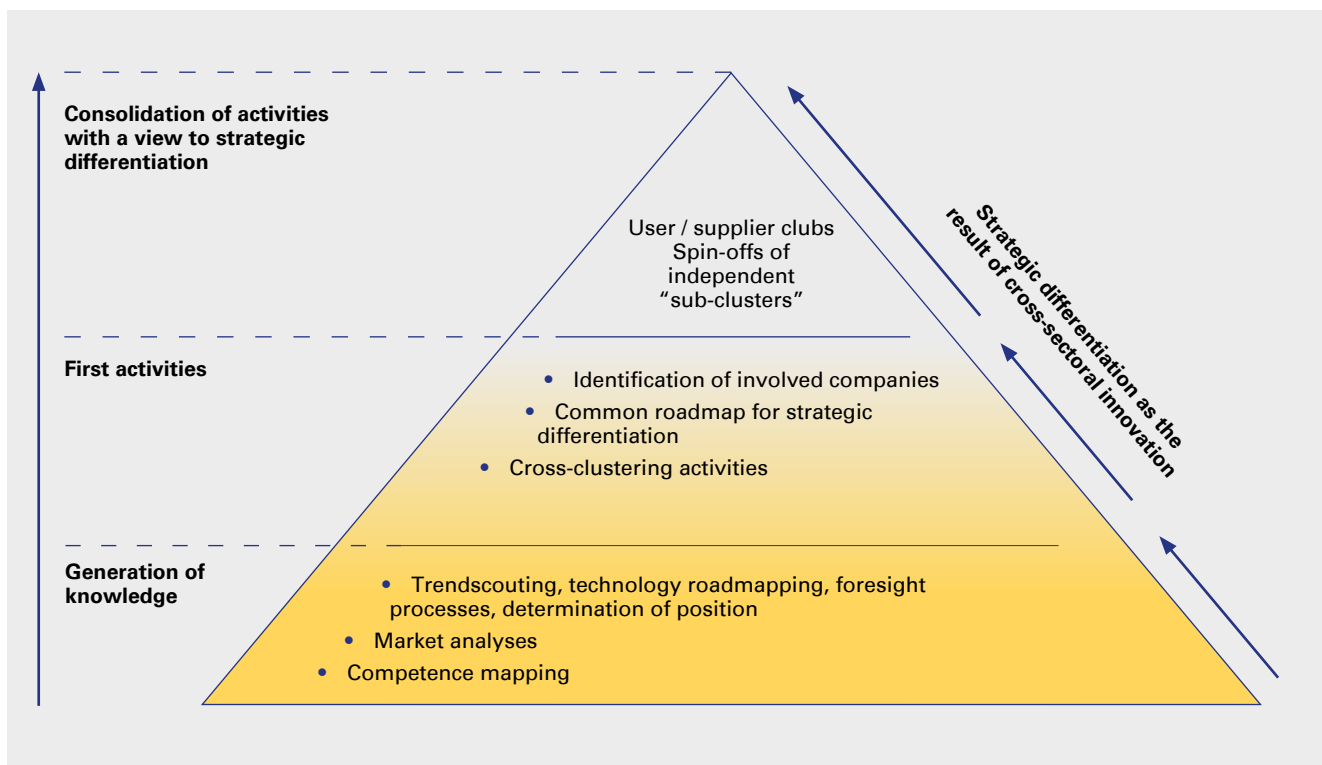 Consolidation of activities
with a view to strategic
differentiation
User / supplier clubs
Spin-offs of
independent
“sub-clusters”
Strategic differentiation as the
result of cross-sectoral innovation
First activities
• Identification of involved companies
• Common roadmap for strategic
differentiation
• Cross-clustering activities
Generation of
knowledge
• Trendscouting, technology roadmapping, foresight
processes, determination of position
• Market analyses
• Competence mapping